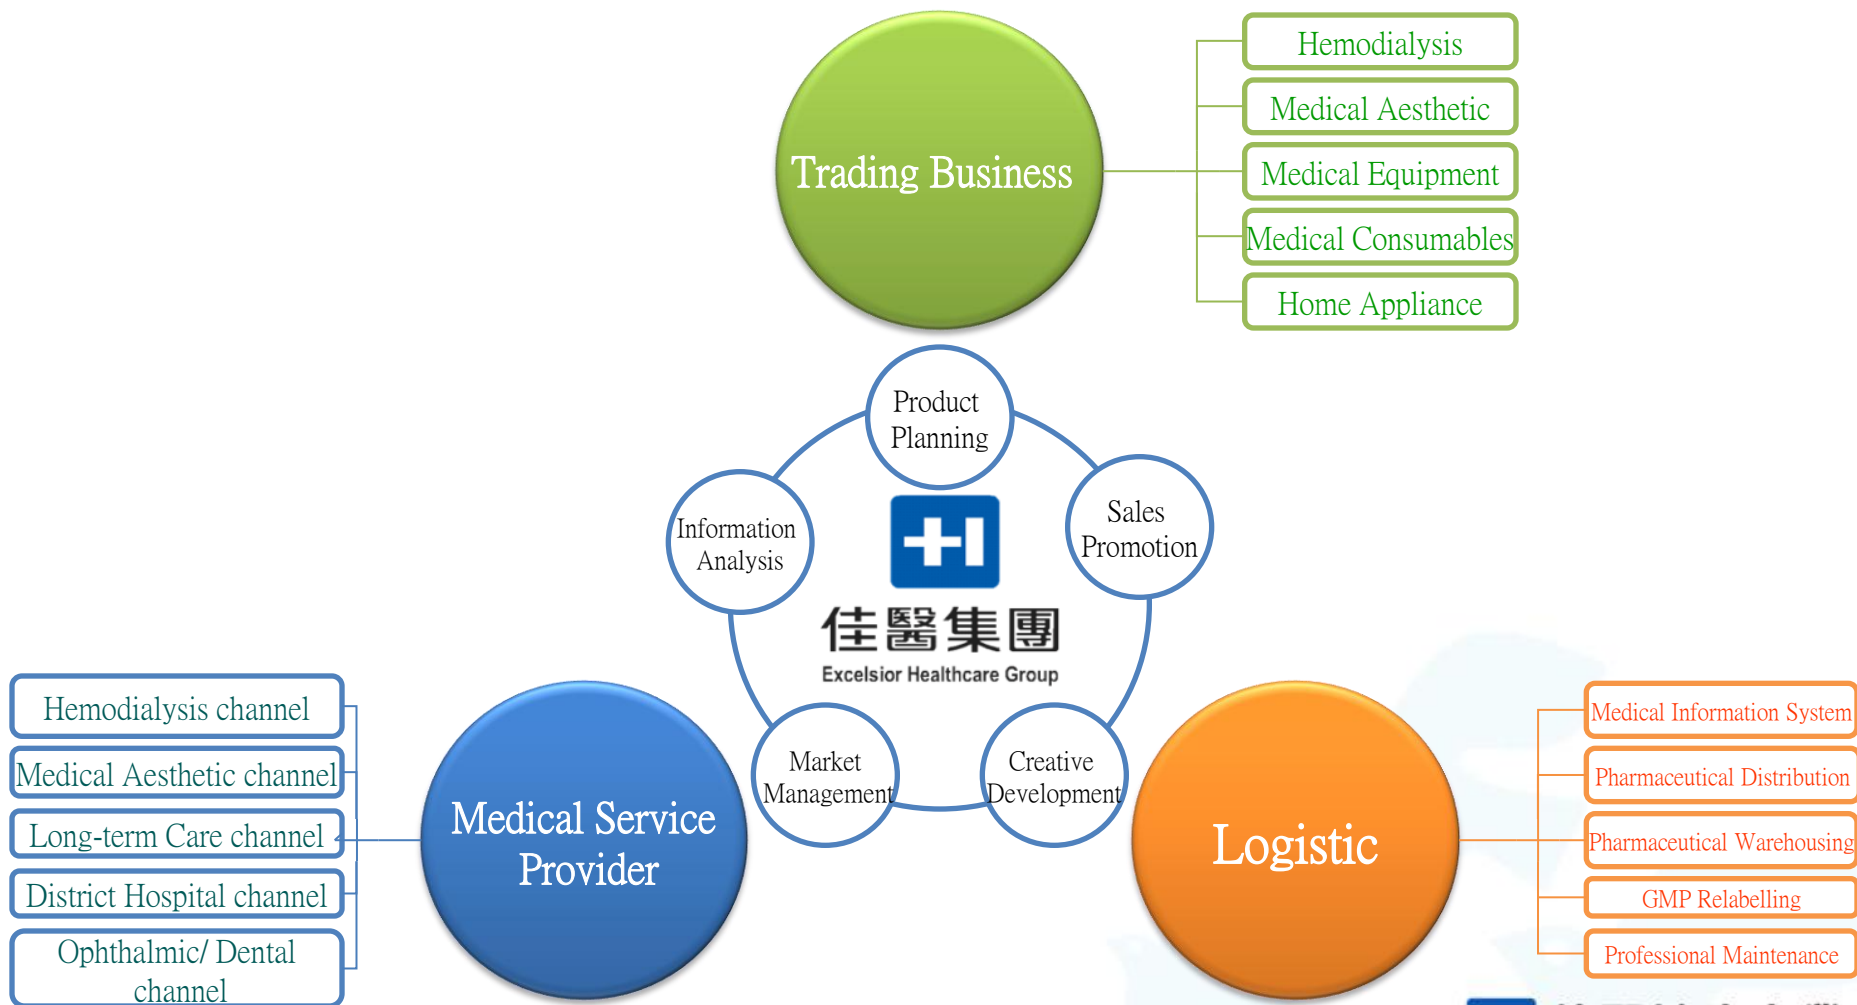 Trading Business
Hemodialysis
Medical Aesthetic
Medical Equipment
Medical Consumables
Home Appliance
Product
Planning
Sales
Promotion
Information
Analysis
佳醫集團
Excelsior Healthcare Group
Market
Management
Creative
Development
Medical Service
Provider
Hemodialysis channel
Medical Aesthetic channel
Long-term Care channel
District Hospital channel
Ophthalmic/ Dental
channel
Logistic
Medical Information System
Pharmaceutical Distribution
Pharmaceutical Warehousing
GMP Relabelling
Professional Maintenance